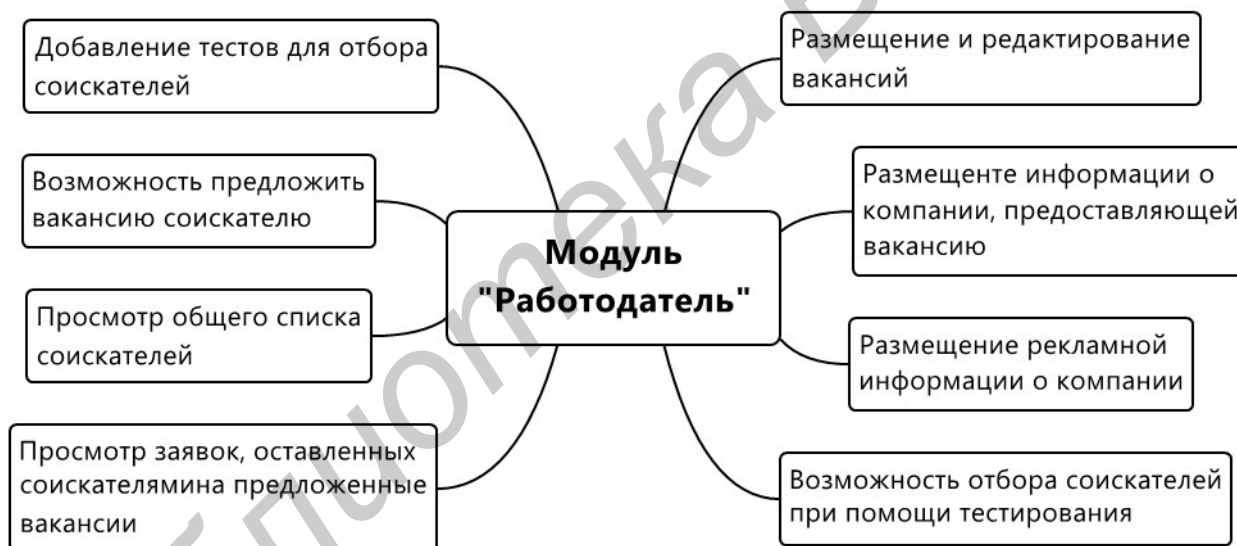 Добавление тестов для отбора
соискателей
Возможность предложить
вакансию соискателю
Просмотр общего списка
соискателей
Просмотр заявок, оставленных
соискателямина предложенные
вакансии
Модуль
"Работодатель"
Размещение и редактирование
вакансий
Размещенте информации о
компании, предоставляющей
вакансию
Размещение рекламной
информации о компании
Возможность отбора соискателей
при помощи тестирования